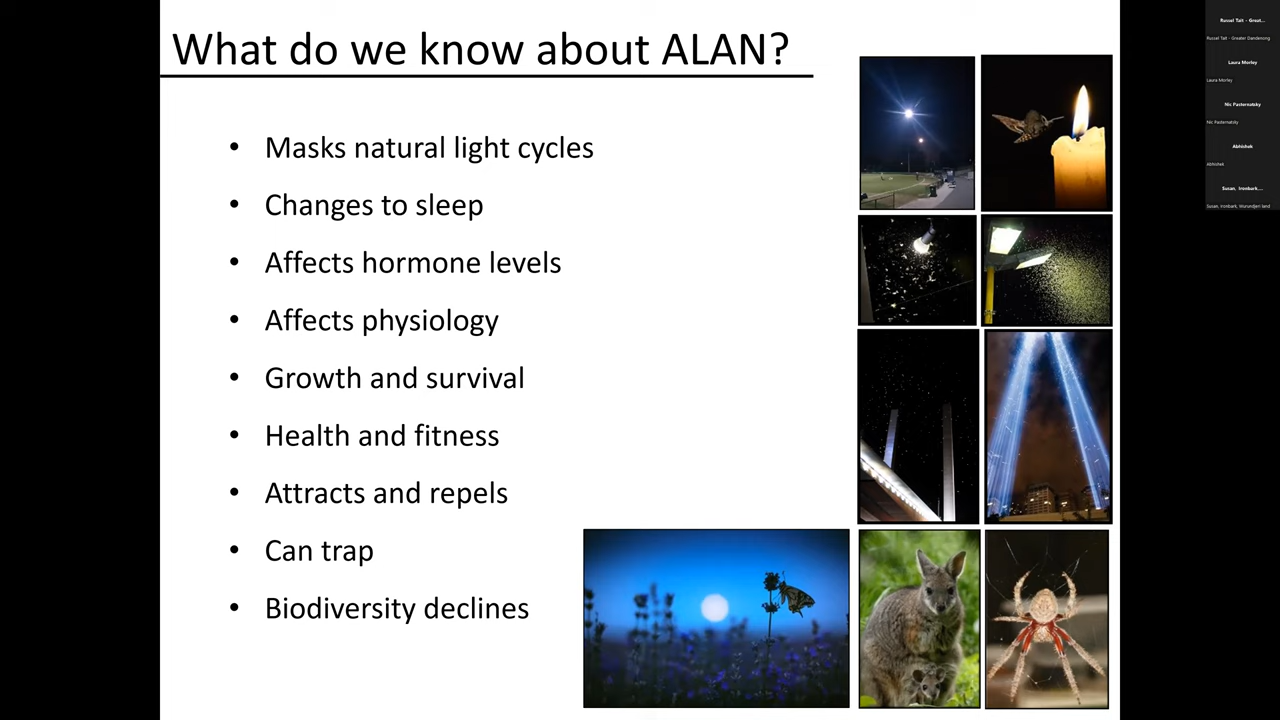 What do we know about ALAN?
• Masks natural light cycles
• Changes to sleep
• Affects hormone levels
• Affects physiology
• Growth and survival
• Health and fitness
• Attracts and repels
• Can trap
• Biodiversity declines
Russel Tait - Great...
Russel Tait - Greater Dandenong
Laura Morley
Laura Morley
Nic Pasternatsky
Nic Pasternatsky
Abhishek
Abhishek
Susan, Ironbark,...
Susan, Ironbark, Wurundjeri land